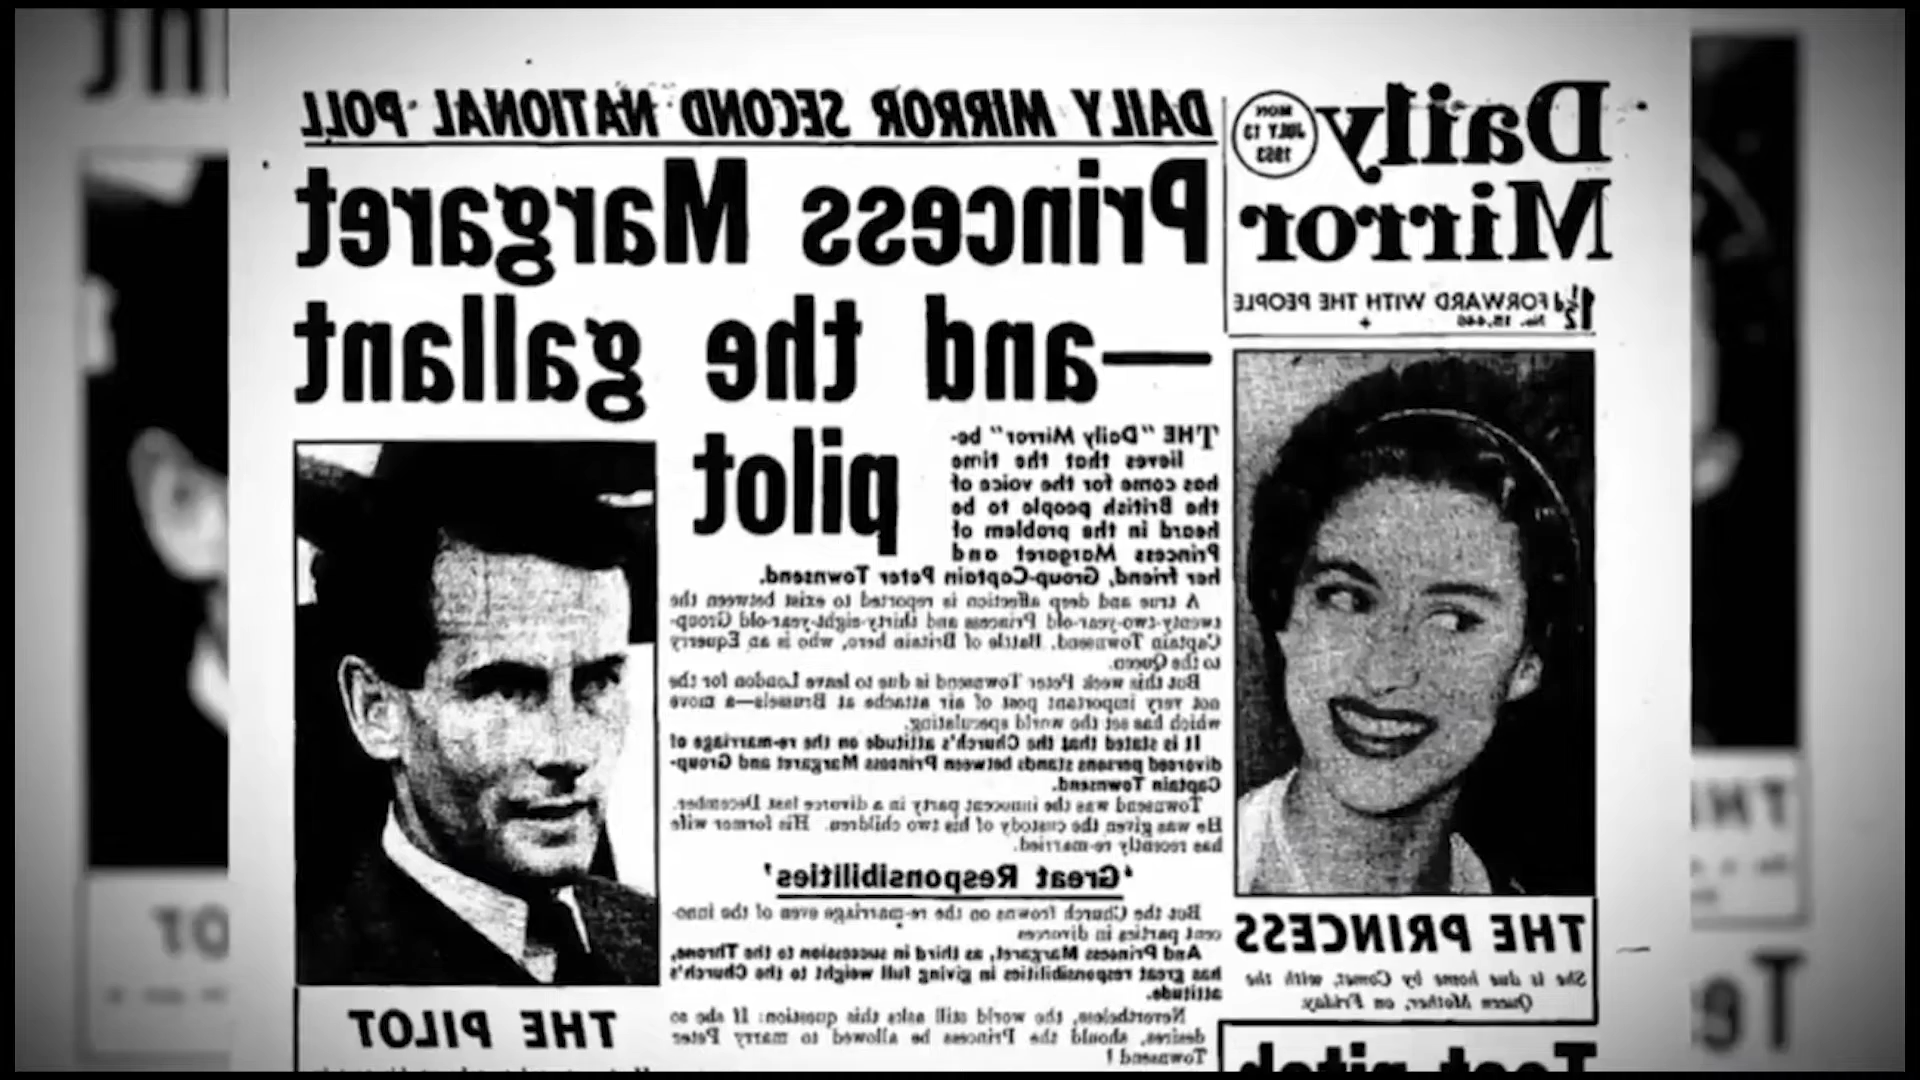 Daily
Mirror
MON
JULY 13
1953
1½d FORWARD WITH THE PEOPLE
No. 15,446
DAILY MIRROR SECOND NATIONAL POLL
Princess Margaret
—and the gallant
pilot
THE "Daily Mirror" be-
lieves that the time
has come for the voice of
the British people to be
heard in the problem of
Princess Margaret and
her friend, Group-Captain Peter Townsend.
A true and deep affection is reported to exist between the
twenty-two-year-old Princess and thirty-eight-year-old Group-
Captain Townsend, Battle of Britain hero, who is an Equerry
to the Queen.
But this week Peter Townsend is due to leave London for the
not very important post of air attache at Brussels—a move
which has set the world speculating.
It is stated that the Church's attitude on the re-marriage of
divorced persons stands between Princess Margaret and Group-
Captain Townsend.
Townsend was the innocent party in a divorce last December.
He was given the custody of his two children. His former wife
has recently re-married.
'Great Responsibilities'
But the Church frowns on the re-marriage even of the inno-
cent parties in divorces
And Princess Margaret, as third in succession to the Throne,
has great responsibilities in giving full weight to the Church's
attitude.
Nevertheless, the world still asks this question: If she so
desires, should the Princess be allowed to marry Peter
Townsend ?
THE PRINCESS
She is due home by Comet, with the
Queen Mother, on Friday.
THE PILOT
Test pitch